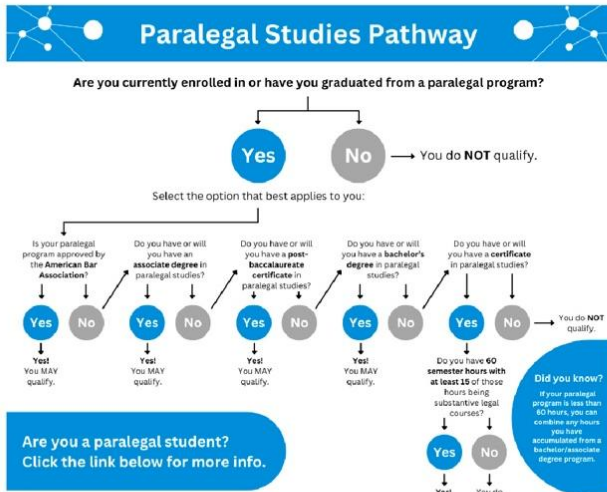 Paralegal Studies Pathway
Are you currently enrolled in or have you graduated from a paralegal program?
Yes
No
You do NOT qualify.
Select the option that best applies to you:
Is your paralegal
program approved by
the American Bar
Association?
Yes
No
Yes!
You MAY
qualify.
Do you have or will
you have an
associate degree in
paralegal studies?
Yes
No
Yes!
You MAY
qualify.
Do you have or will
you have a post-
baccalaureate
certificate in
paralegal studies?
Yes
No
Yes!
You MAY
qualify.
Do you have or will
you have a bachelor's
degree in paralegal
studies?
Yes
No
Yes!
You MAY
qualify.
Do you have or will
you have a certificate
in paralegal studies?
Yes
No
You do NOT
qualify.
Do you have 60
semester hours with
at least 15 of those
hours being
substantive legal
courses?
Yes
No
Yes!
You do
Did you know?
If your paralegal
program is less than
60 hours, you can
combine any hours
you have
accumulated from a
bachelor/associate
degree program.
Are you a paralegal student?
Click the link below for more info.